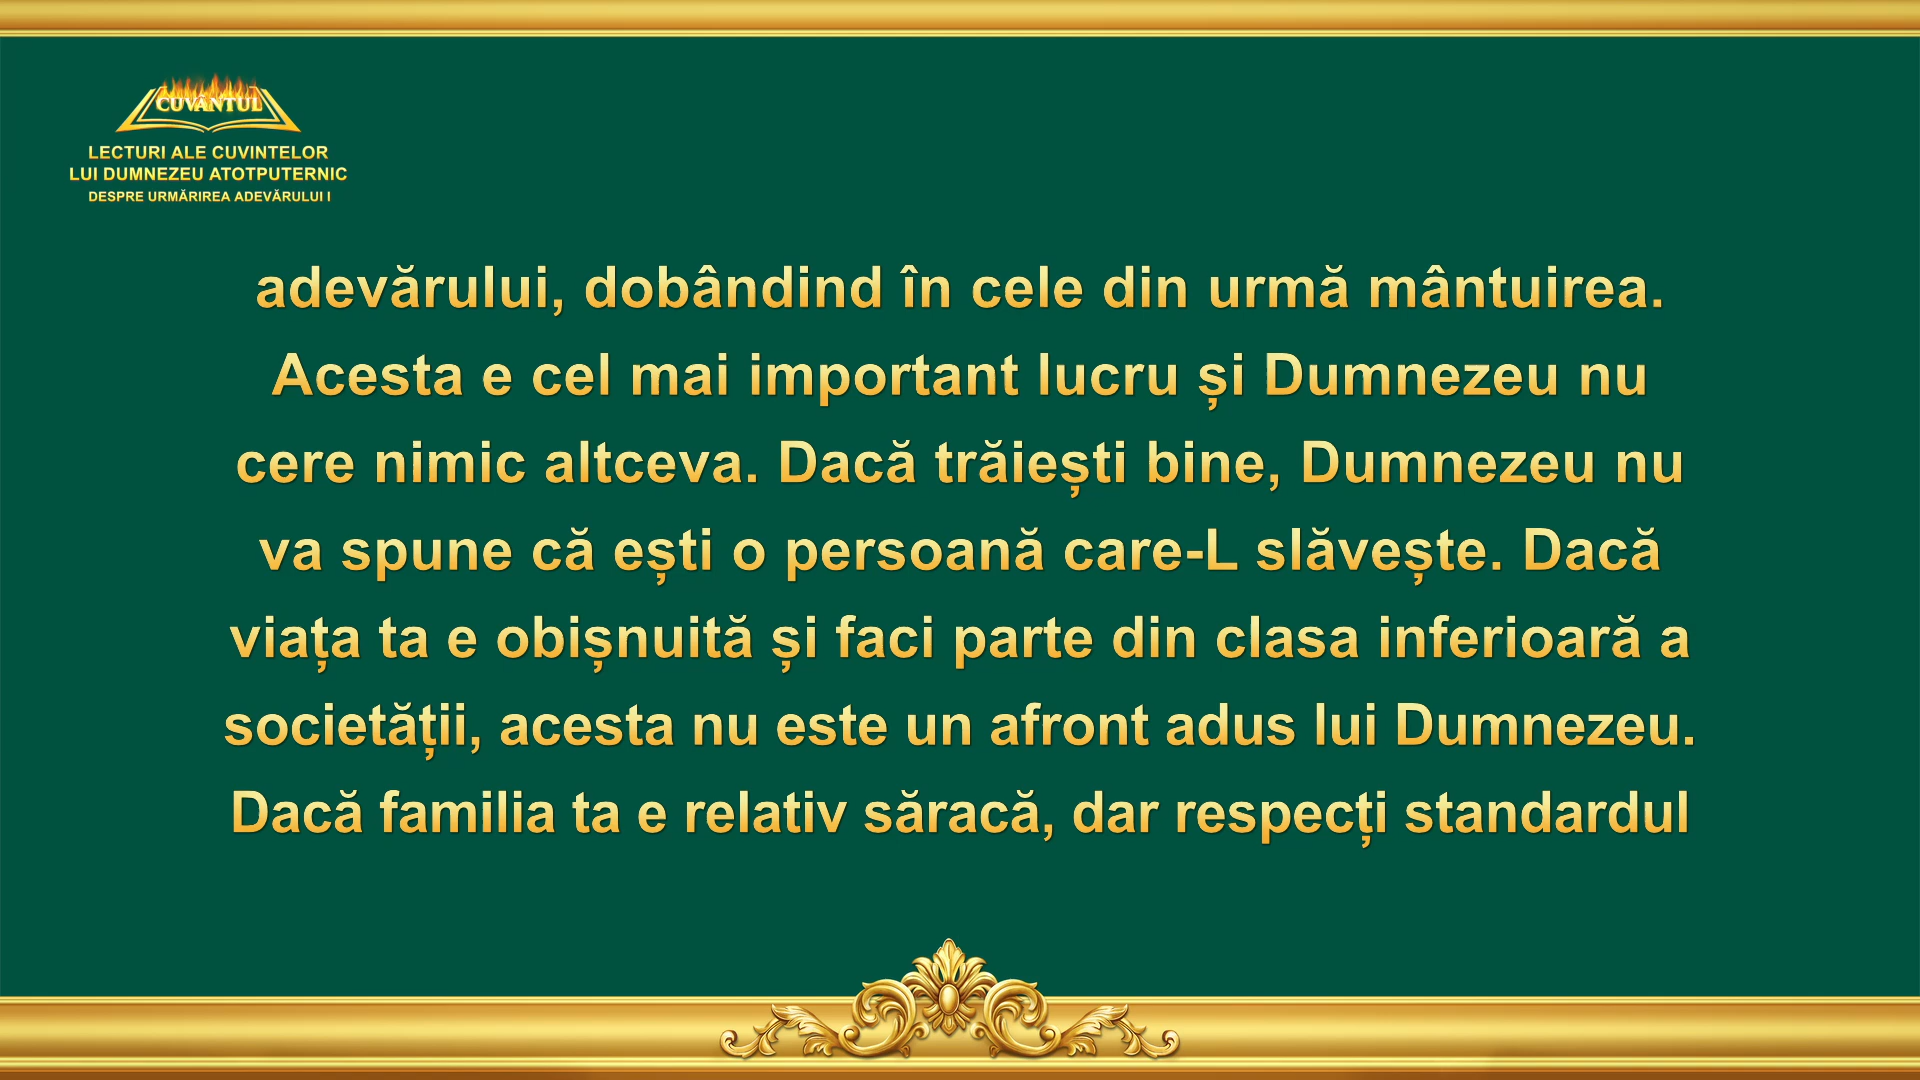 CUVÂNTUL
LECTURI ALE CUVINTELOR
LUI DUMNEZEU ATOTPUTERNIC
DESPRE URMĂRIREA ADEVĂRULUI I
adevărului, dobândind în cele din urmă mântuirea.
Acesta e cel mai important lucru și Dumnezeu nu
cere nimic altceva. Dacă trăiești bine, Dumnezeu nu
va spune că ești o persoană care-L slăvește. Dacă
viața ta e obișnuită și faci parte din clasa inferioară a
societății, acesta nu este un afront adus lui Dumnezeu.
Dacă familia ta e relativ săracă, dar respecți standardul